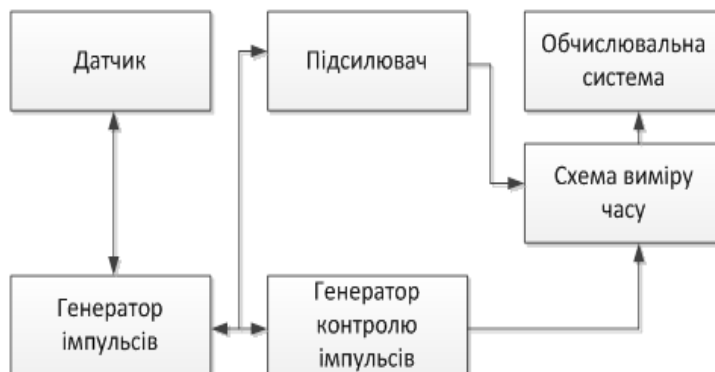 Датчик
Підсилювач
Обчислювальна
система
Схема виміру
часу
Генератор
імпульсів
Генератор
контролю
імпульсів